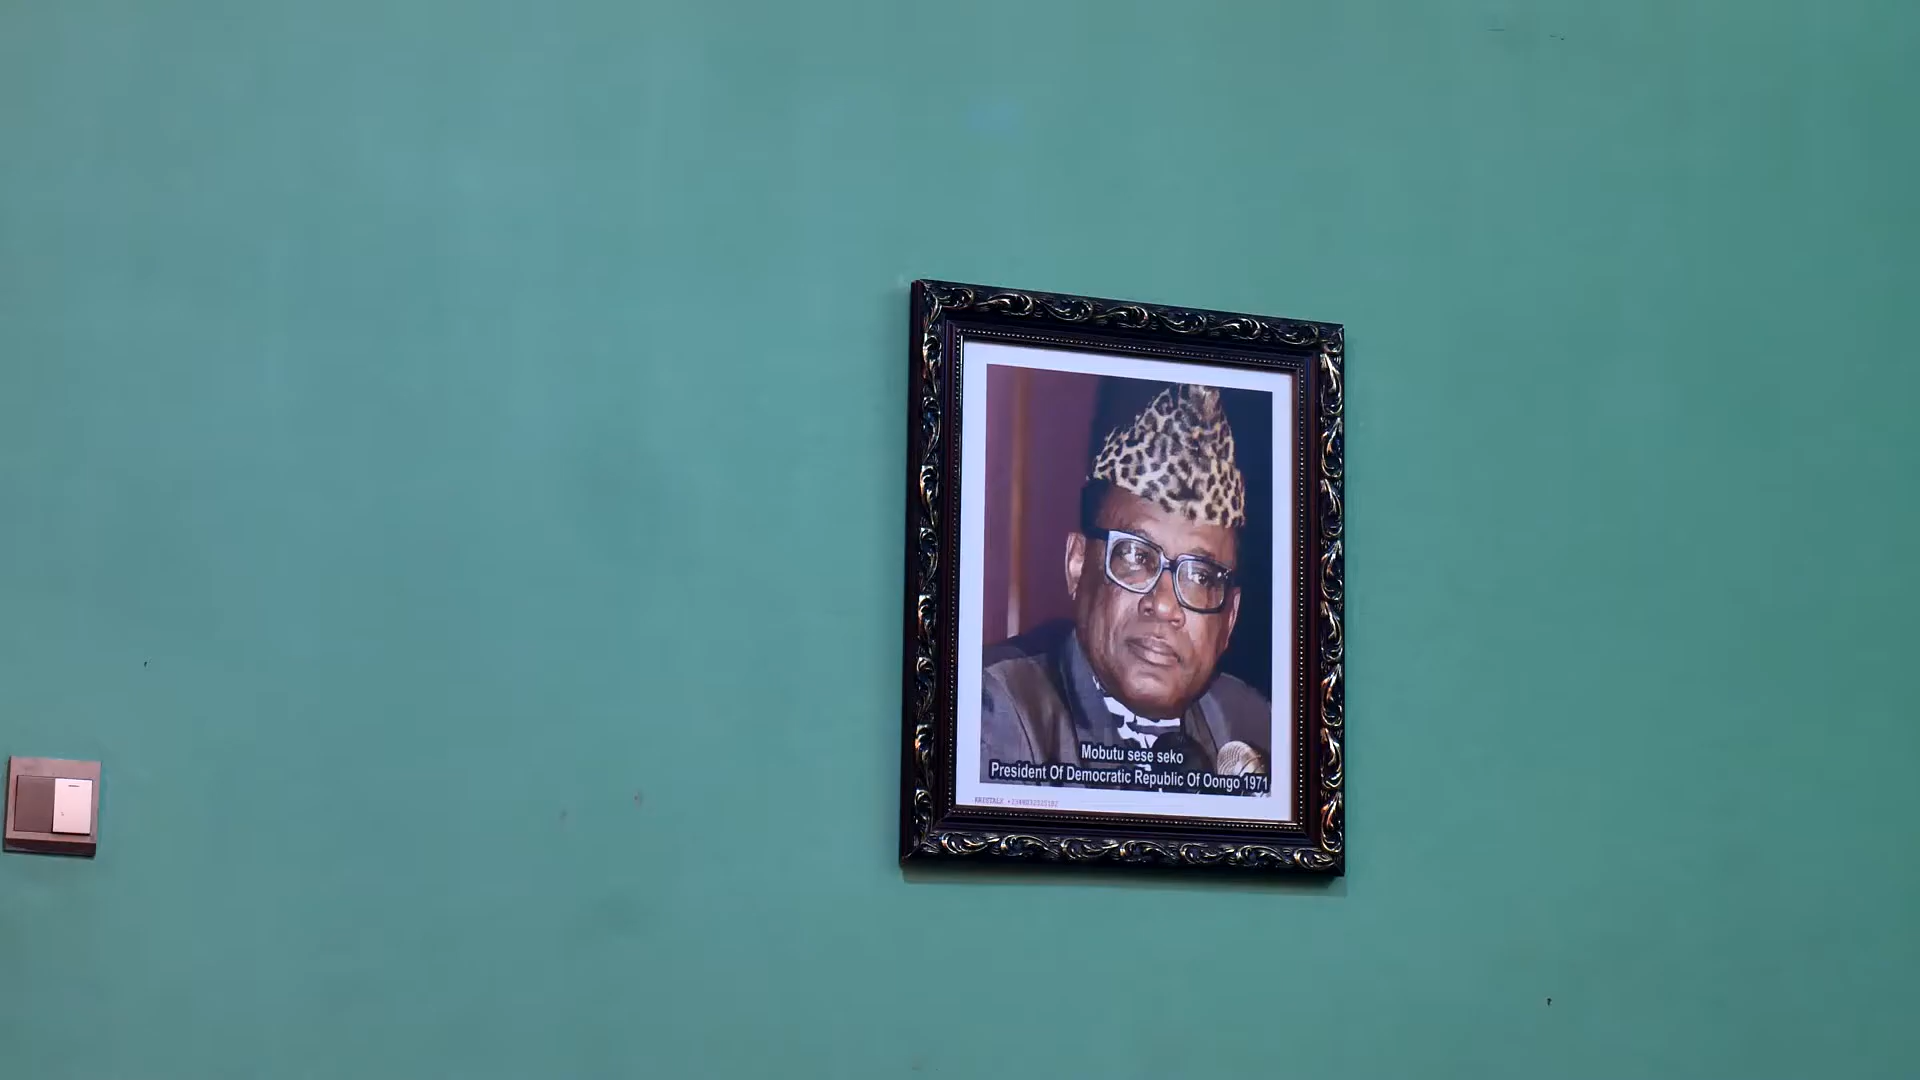 Mobutu sese seko
President Of Democratic Republic Of Oongo 1971